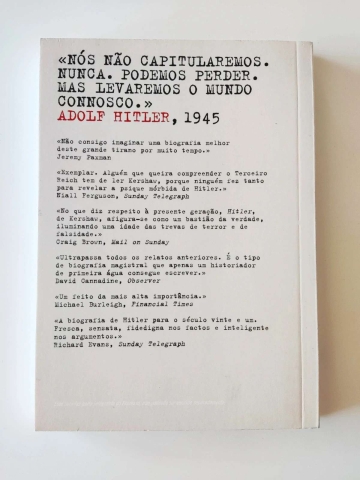 «NÓS NÃO CAPITULAREMOS.
NUNCA. PODEMOS PERDER.
MAS LEVAREMOS O MUNDO
CONNOSCO.»
ADOLF HITLER, 1945
«Não consigo imaginar uma biografia melhor
deste grande tirano por muito tempo.»
Jeremy Paxman
«Exemplar. Alguém que queira compreender o Terceiro
Reich tem de ler Kershaw, porque ninguém fez tanto
para revelar a psique mórbida de Hitler.»
Niall Ferguson, Sunday Telegraph
«No que diz respeito à presente geração, Hitler,
de Kershaw, afigura-se como um bastião da verdade,
iluminando uma idade das trevas de terror e de
falsidade.»
Craig Brown, Mail on Sunday
«Ultrapassa todos os relatos anteriores. É o tipo
de biografia magistral que apenas um historiador
de primeira água consegue escrever.»
David Cannadine, Observer
«Um feito da mais alta importância.»
Michael Burleigh, Financial Times
«A biografia de Hitler para o século vinte e um.
Fresca, sensata, fidedigna nos factos e inteligente
nos argumentos.»
Richard Evans, Sunday Telegraph